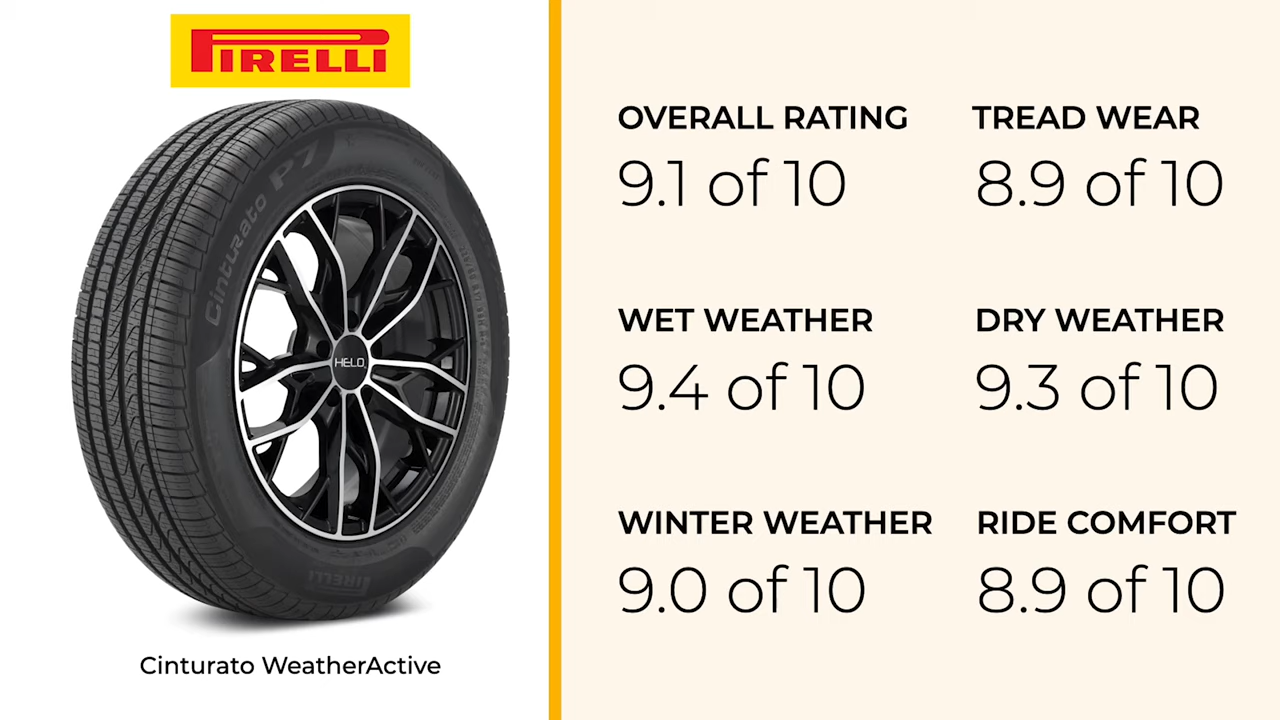 PIRELLI
Cinturato P7
HELO
PIRELLI
Cinturato WeatherActive
OVERALL RATING
9.1 of 10
TREAD WEAR
8.9 of 10
WET WEATHER
9.4 of 10
DRY WEATHER
9.3 of 10
WINTER WEATHER
9.0 of 10
RIDE COMFORT
8.9 of 10